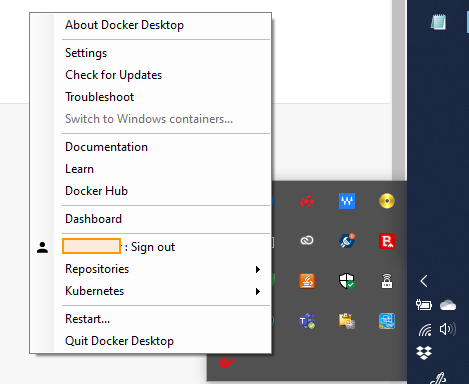 About Docker Desktop
Settings
Check for Updates
Troubleshoot
Switch to Windows containers...
Documentation
Learn
Docker Hub
Dashboard
: Sign out
Repositories
Kubernetes
Restart...
Quit Docker Desktop